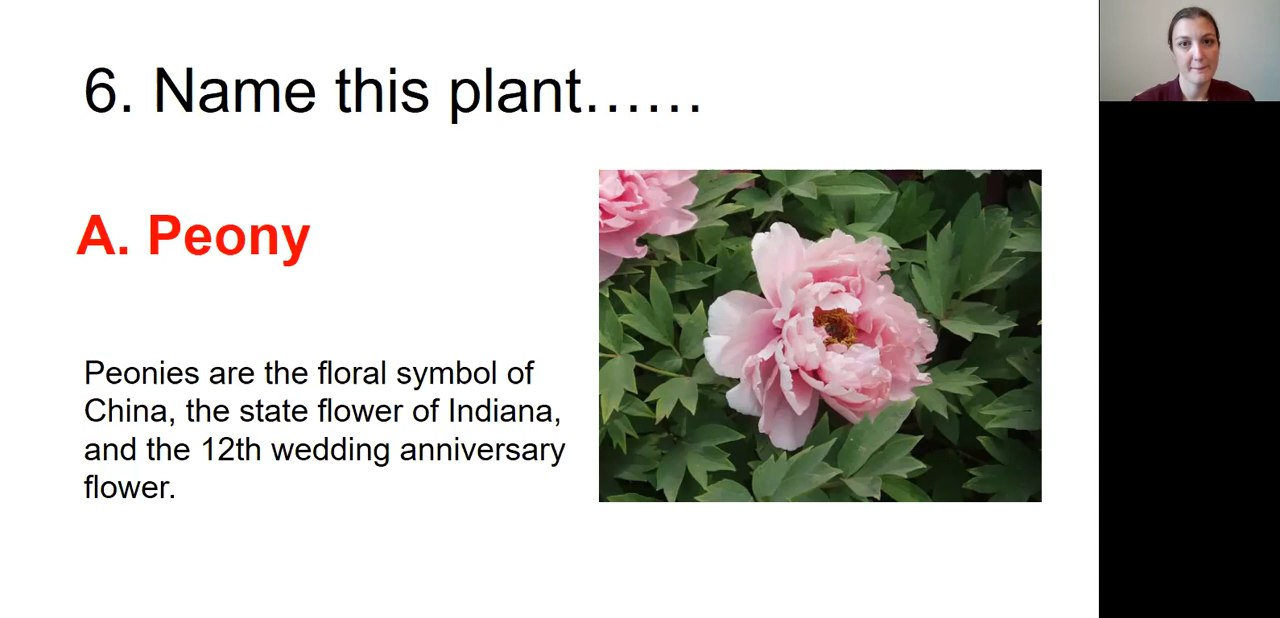 6. Name this plant……
A. Peony
Peonies are the floral symbol of
China, the state flower of Indiana,
and the 12th wedding anniversary
flower.